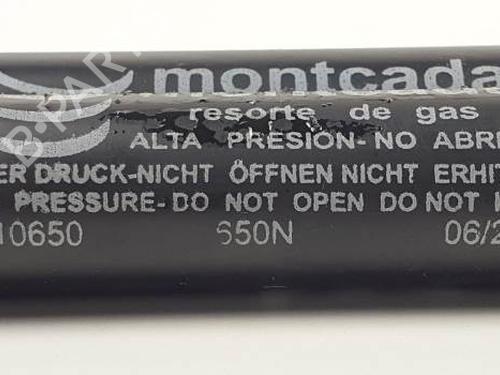 montcada
resorte de gas
ALTA PRESION-NO ABRI
ER DRUCK-NICHT ÖFFNEN NICHT ERHIT
PRESSURE-DO NOT OPEN DO NOT
10650 650N 06/2
B-PART